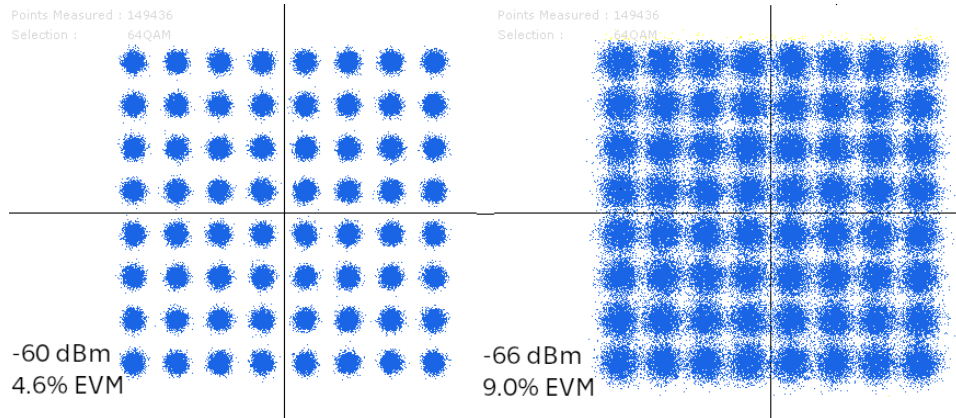 Points Measured : 149436
Selection : 64QAM
-60 dBm
4.6% EVM
Points Measured : 149436
Selection : 64QAM
-66 dBm
9.0% EVM